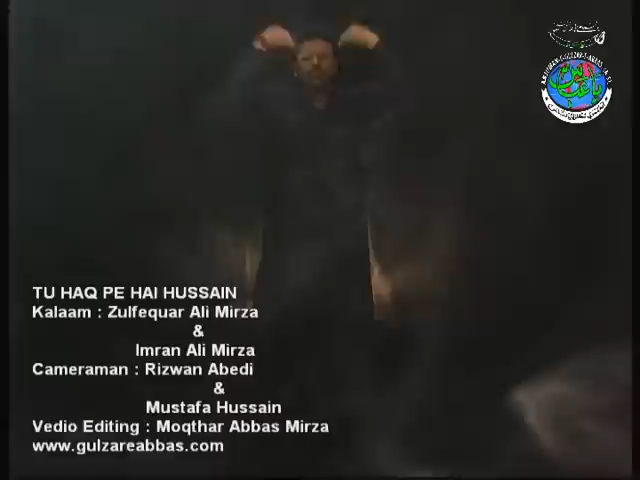 TU HAQ PE HAI HUSSAIN
Kalaam : Zulfequar Ali Mirza
&
Imran Ali Mirza
Cameraman : Rizwan Abedi
&
Mustafa Hussain
Vedio Editing : Moqthar Abbas Mirza
www.gulzareabbas.com